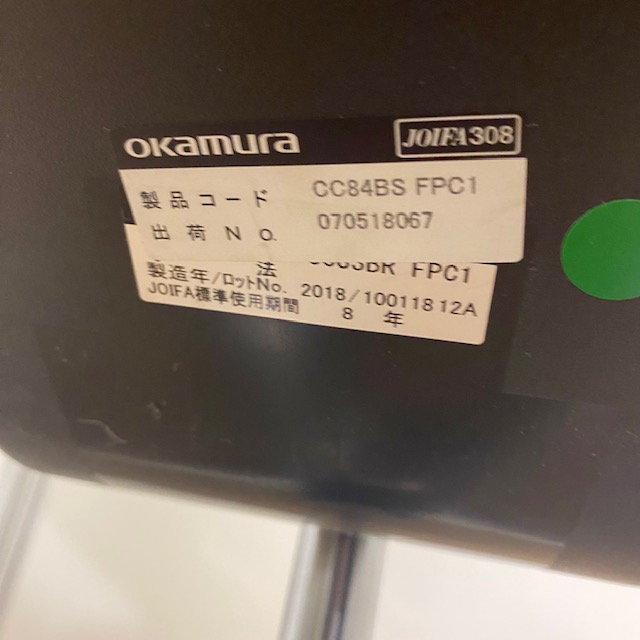 okamura
JOIFA308
製品コード CC84BS FPC1
出荷No. 070518067
法 BR FPC1
製造年/ロットNo. 2018/10011812A
JOIFA標準使用期間 8 年